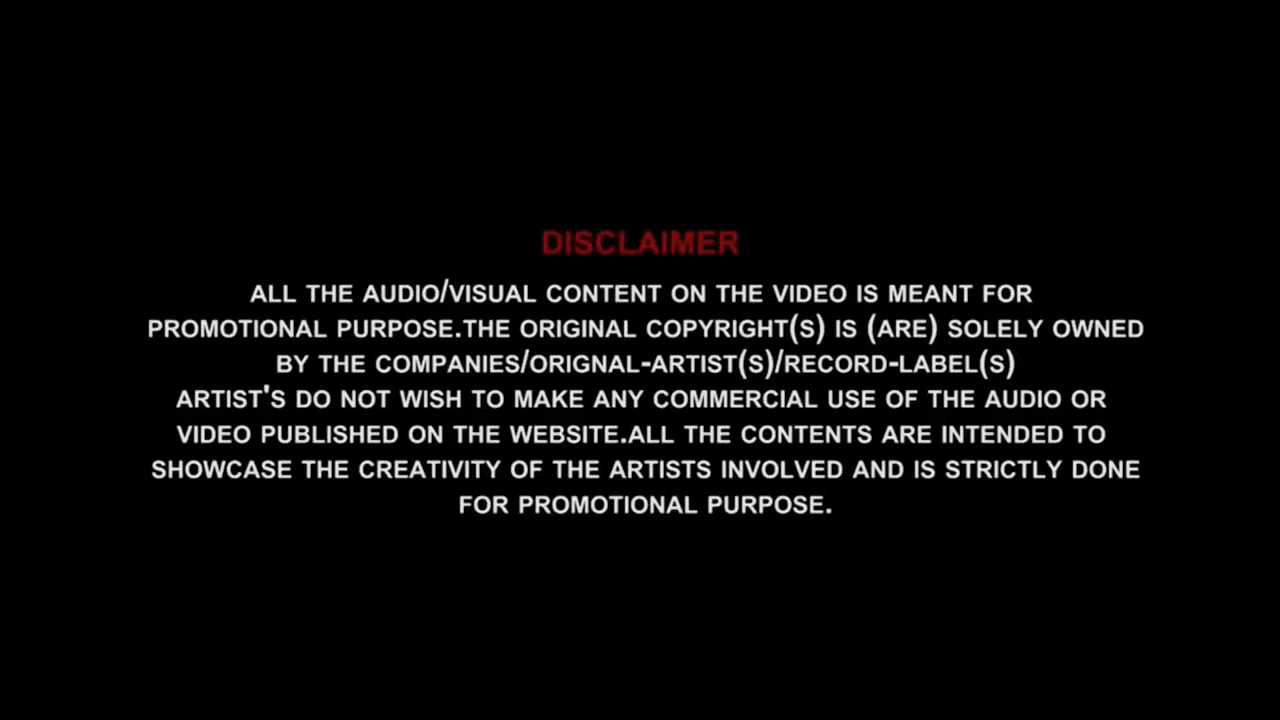 DISCLAIMER
ALL THE AUDIO/VISUAL CONTENT ON THE VIDEO IS MEANT FOR
PROMOTIONAL PURPOSE.THE ORIGINAL COPYRIGHT(S) IS (ARE) SOLELY OWNED
BY THE COMPANIES/ORIGNAL-ARTIST(S)/RECORD-LABEL(S)
ARTIST'S DO NOT WISH TO MAKE ANY COMMERCIAL USE OF THE AUDIO OR
VIDEO PUBLISHED ON THE WEBSITE.ALL THE CONTENTS ARE INTENDED TO
SHOWCASE THE CREATIVITY OF THE ARTISTS INVOLVED AND IS STRICTLY DONE
FOR PROMOTIONAL PURPOSE.